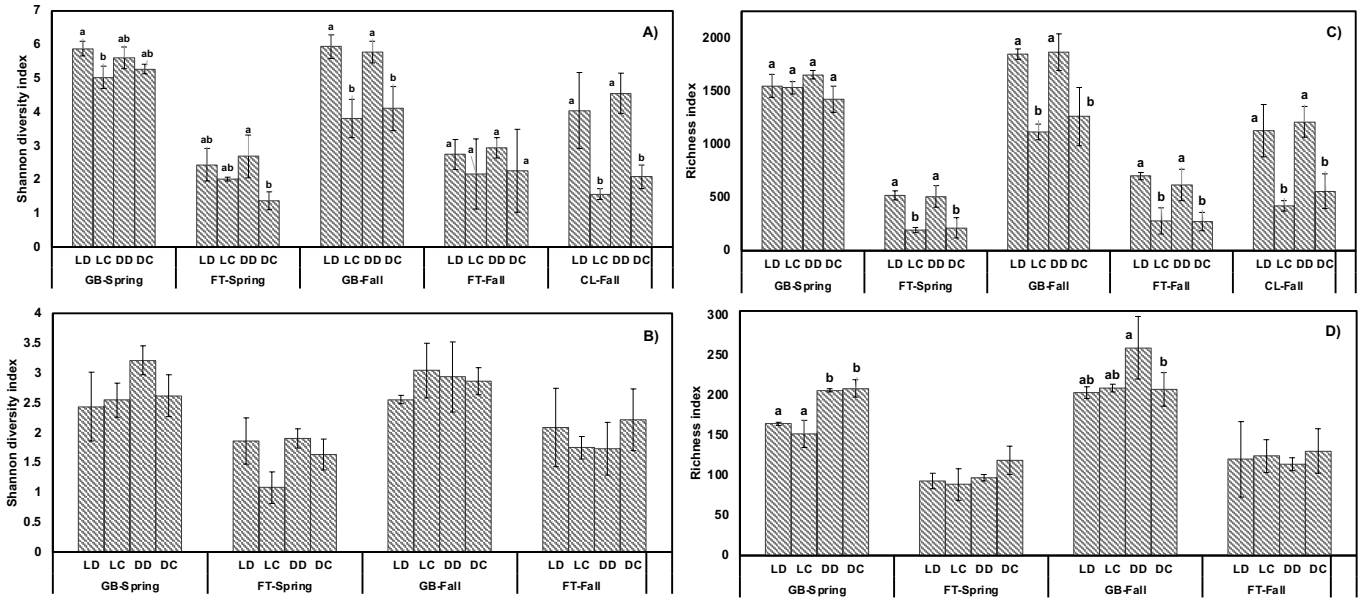 A)
Shannon diversity index
7
6
5
4
3
2
1
0
a b ab ab
ab ab a b
a b a b
a a a a
a b a b
LD LC DD DC LD LC DD DC LD LC DD DC LD LC DD DC LD LC DD DC
GB-Spring FT-Spring GB-Fall FT-Fall CL-Fall
C)
Richness index
2000
1500
1000
500
0
a a a a
a b a b
a b a b
a b a b
a b a b
LD LC DD DC LD LC DD DC LD LC DD DC LD LC DD DC LD LC DD DC
GB-Spring FT-Spring GB-Fall FT-Fall CL-Fall
B)
Shannon diversity index
4
3.5
3
2.5
2
1.5
1
0.5
0
LD LC DD DC LD LC DD DC LD LC DD DC LD LC DD DC
GB-Spring FT-Spring GB-Fall FT-Fall
D)
Richness index
300
250
200
150
100
50
0
a a b b
ab ab a b
LD LC DD DC LD LC DD DC LD LC DD DC LD LC DD DC
GB-Spring FT-Spring GB-Fall FT-Fall